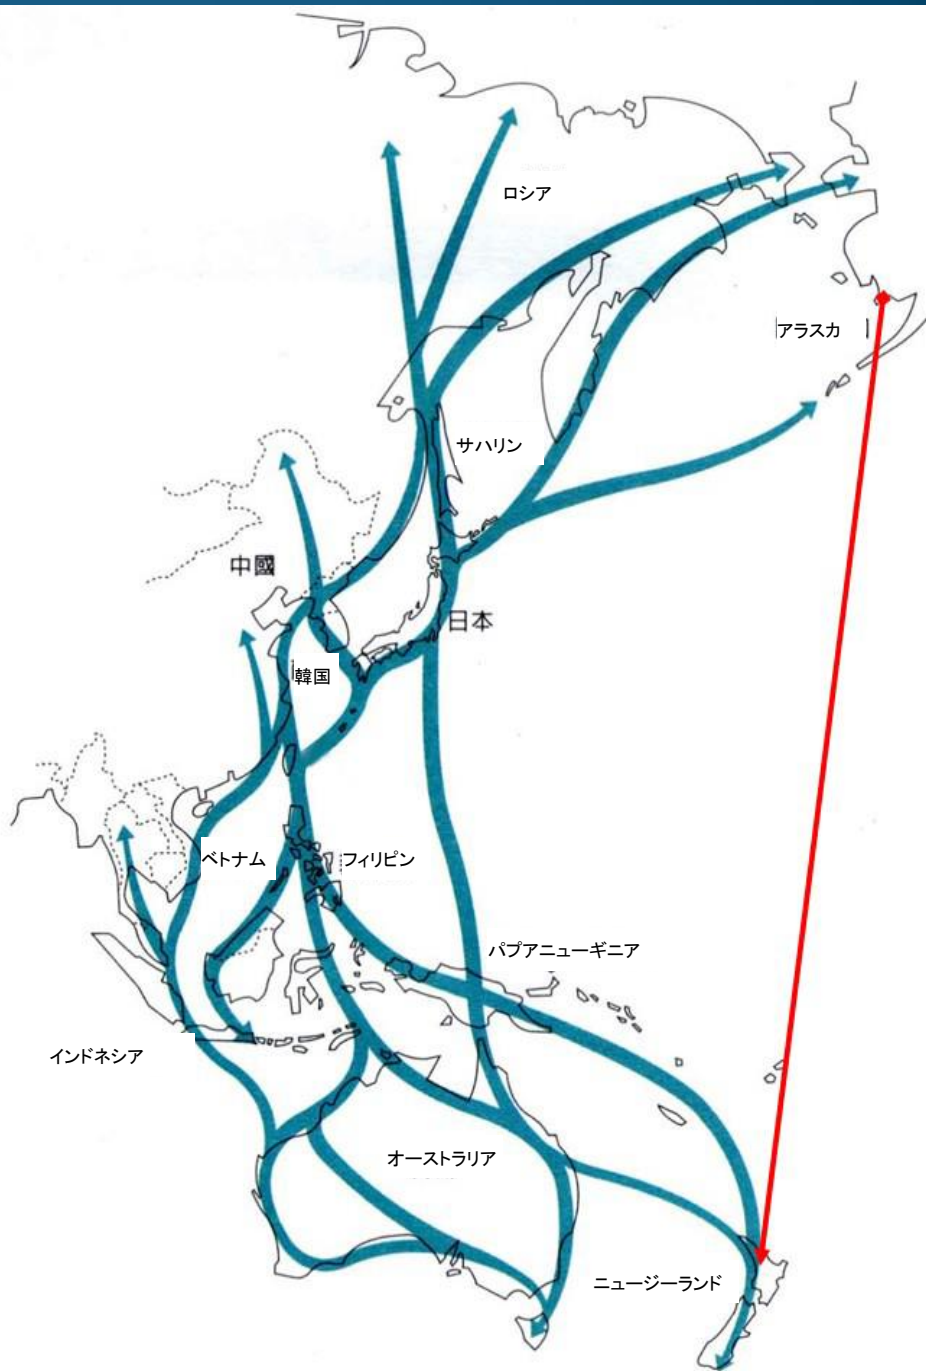 ロシア
アラスカ
サハリン
中國
日本
韓国
ベトナム
フィリピン
パプアニューギニア
インドネシア
オーストラリア
ニュージーランド